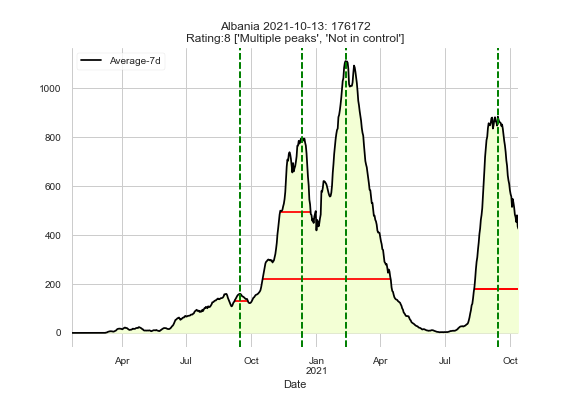 Albania 2021-10-13: 176172
Rating:8 ['Multiple peaks', 'Not in control']
Average-7d
1000
800
600
400
200
0
Apr
Jul
Oct
Jan
2021
Apr
Jul
Oct
Date